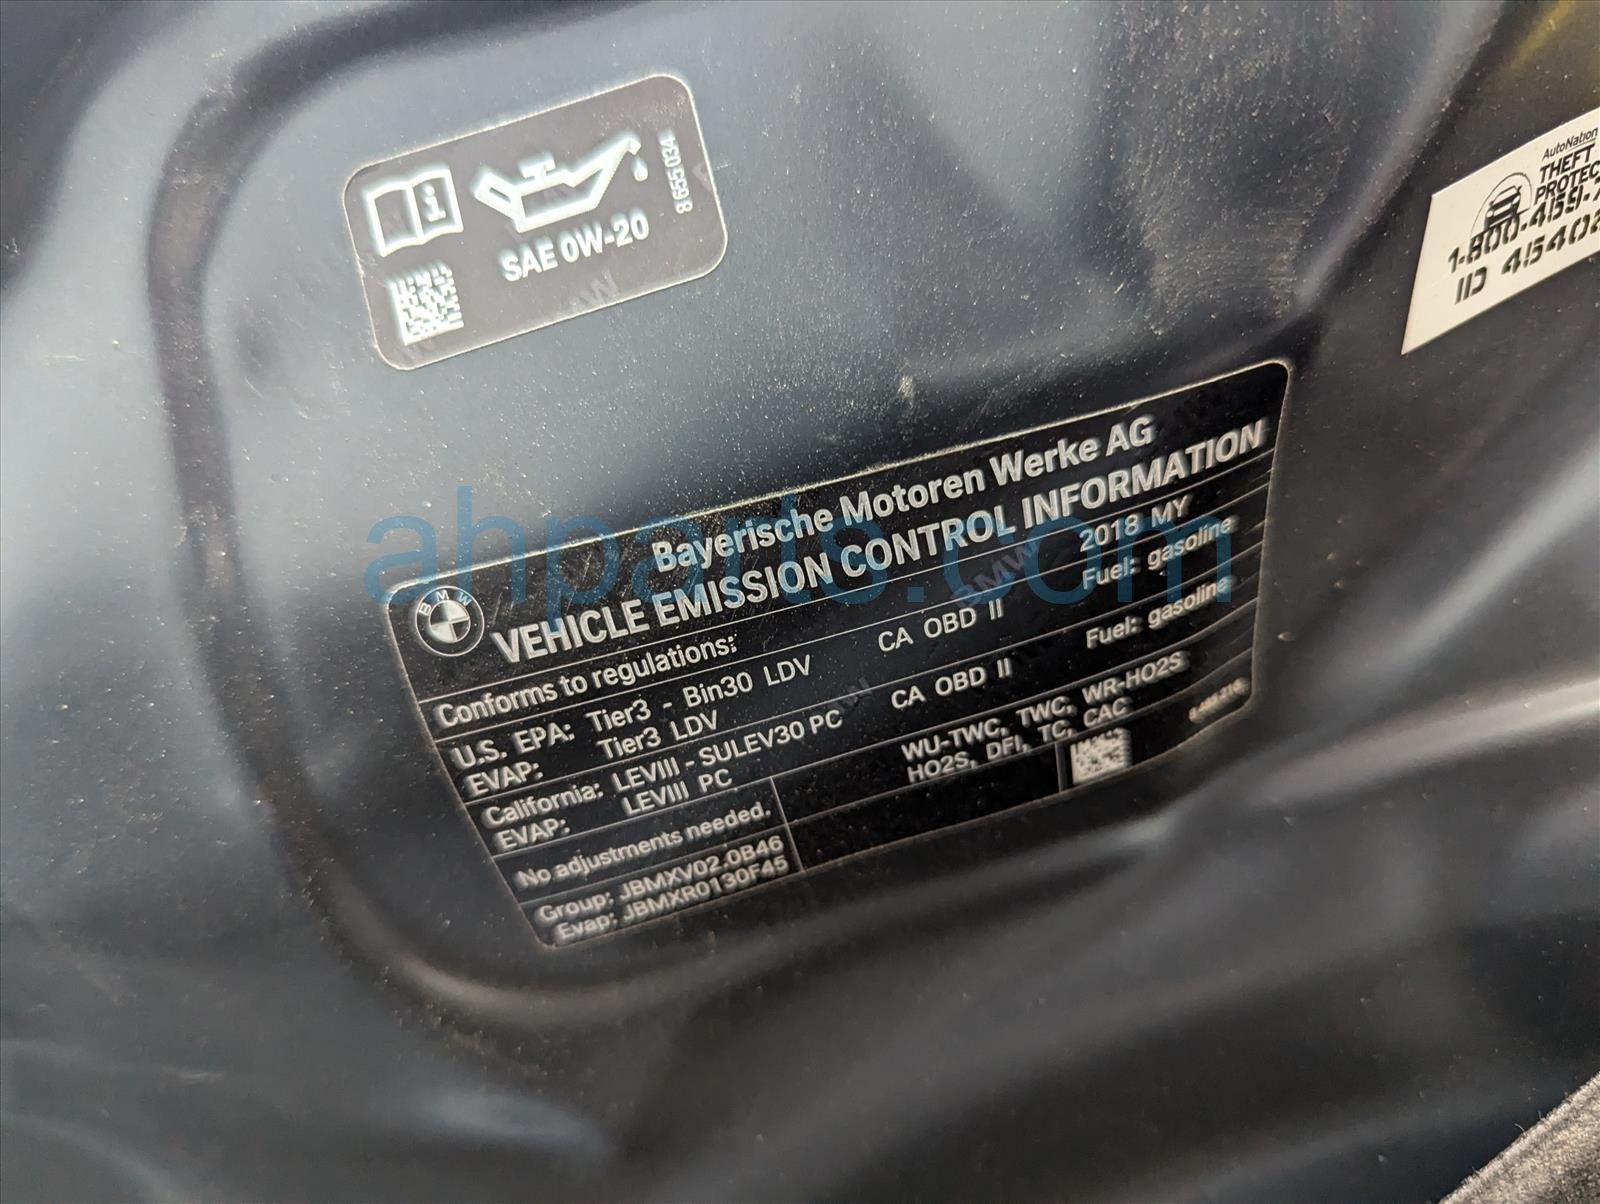 8 655 034
SAE 0W-20
AutoNation
THEFT
1-800-459-
ID 45402
ahparts.com
BMW
Bayerische Motoren Werke AG
VEHICLE EMISSION CONTROL INFORMATION
Conforms to regulations: 2018 MY
U.S. EPA: Tier3 - Bin30 LDV CA OBD II Fuel: gasoline
EVAP: Tier3 LDV
California: LEVIII - SULEV30 PC CA OBD II Fuel: gasoline
EVAP: LEVIII PC
No adjustments needed. WU-TWC, TWC, WR-HO2S
HO2S, DFI, TC, CAC
Group: JBMXV02.0B46
Evap: JBMXR0130F45